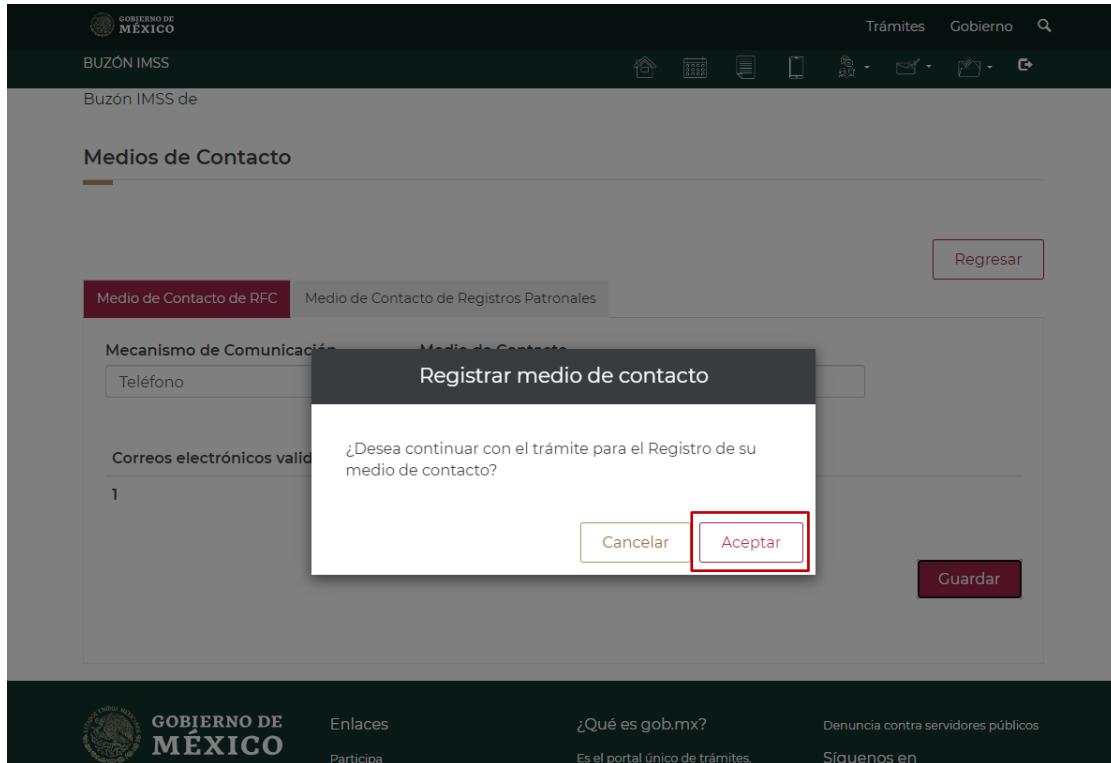 GOBIERNO DE
MÉXICO
Trámites Gobierno
BUZÓN IMSS
Buzón IMSS de
Medios de Contacto
Regresar
Medio de Contacto de RFC Medio de Contacto de Registros Patronales
Mecanismo de Comunicación Medio de Contacto
Teléfono
Registrar medio de contacto
¿Desea continuar con el trámite para el Registro de su
medio de contacto?
Correos electrónicos valid
1
Cancelar Aceptar
Guardar
GOBIERNO DE
MÉXICO
Enlaces
Participa
¿Qué es gob.mx?
Es el portal único de trámites,
Denuncia contra servidores públicos
Síguenos en